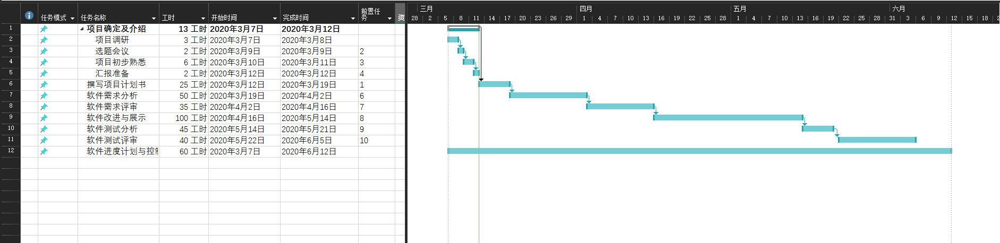 三月 四月 五月 六月
任务模式 任务名称 工时 开始时间 完成时间 前置任务 资
28 2 5 8 11 14 17 20 23 26 29 1 4 7 10 13 16 19 22 25 28 1 4 7 10 13 16 19 22 25 28 31 3 6 9 12 15 18 2
1 项目确定及介绍 13 工时 2020年3月7日 2020年3月12日
2 项目调研 3 工时 2020年3月7日 2020年3月8日
3 选题会议 2 工时 2020年3月9日 2020年3月9日 2
4 项目初步熟悉 6 工时 2020年3月10日 2020年3月11日 3
5 汇报准备 2 工时 2020年3月12日 2020年3月12日 4
6 撰写项目计划书 25 工时 2020年3月12日 2020年3月19日 1
7 软件需求分析 50 工时 2020年3月19日 2020年4月2日 6
8 软件需求评审 35 工时 2020年4月2日 2020年4月16日 7
9 软件改进与展示 100 工时 2020年4月16日 2020年5月14日 8
10 软件测试分析 45 工时 2020年5月14日 2020年5月21日 9
11 软件测试评审 40 工时 2020年5月22日 2020年6月5日 10
12 软件进度计划与控制 60 工时 2020年3月7日 2020年6月12日